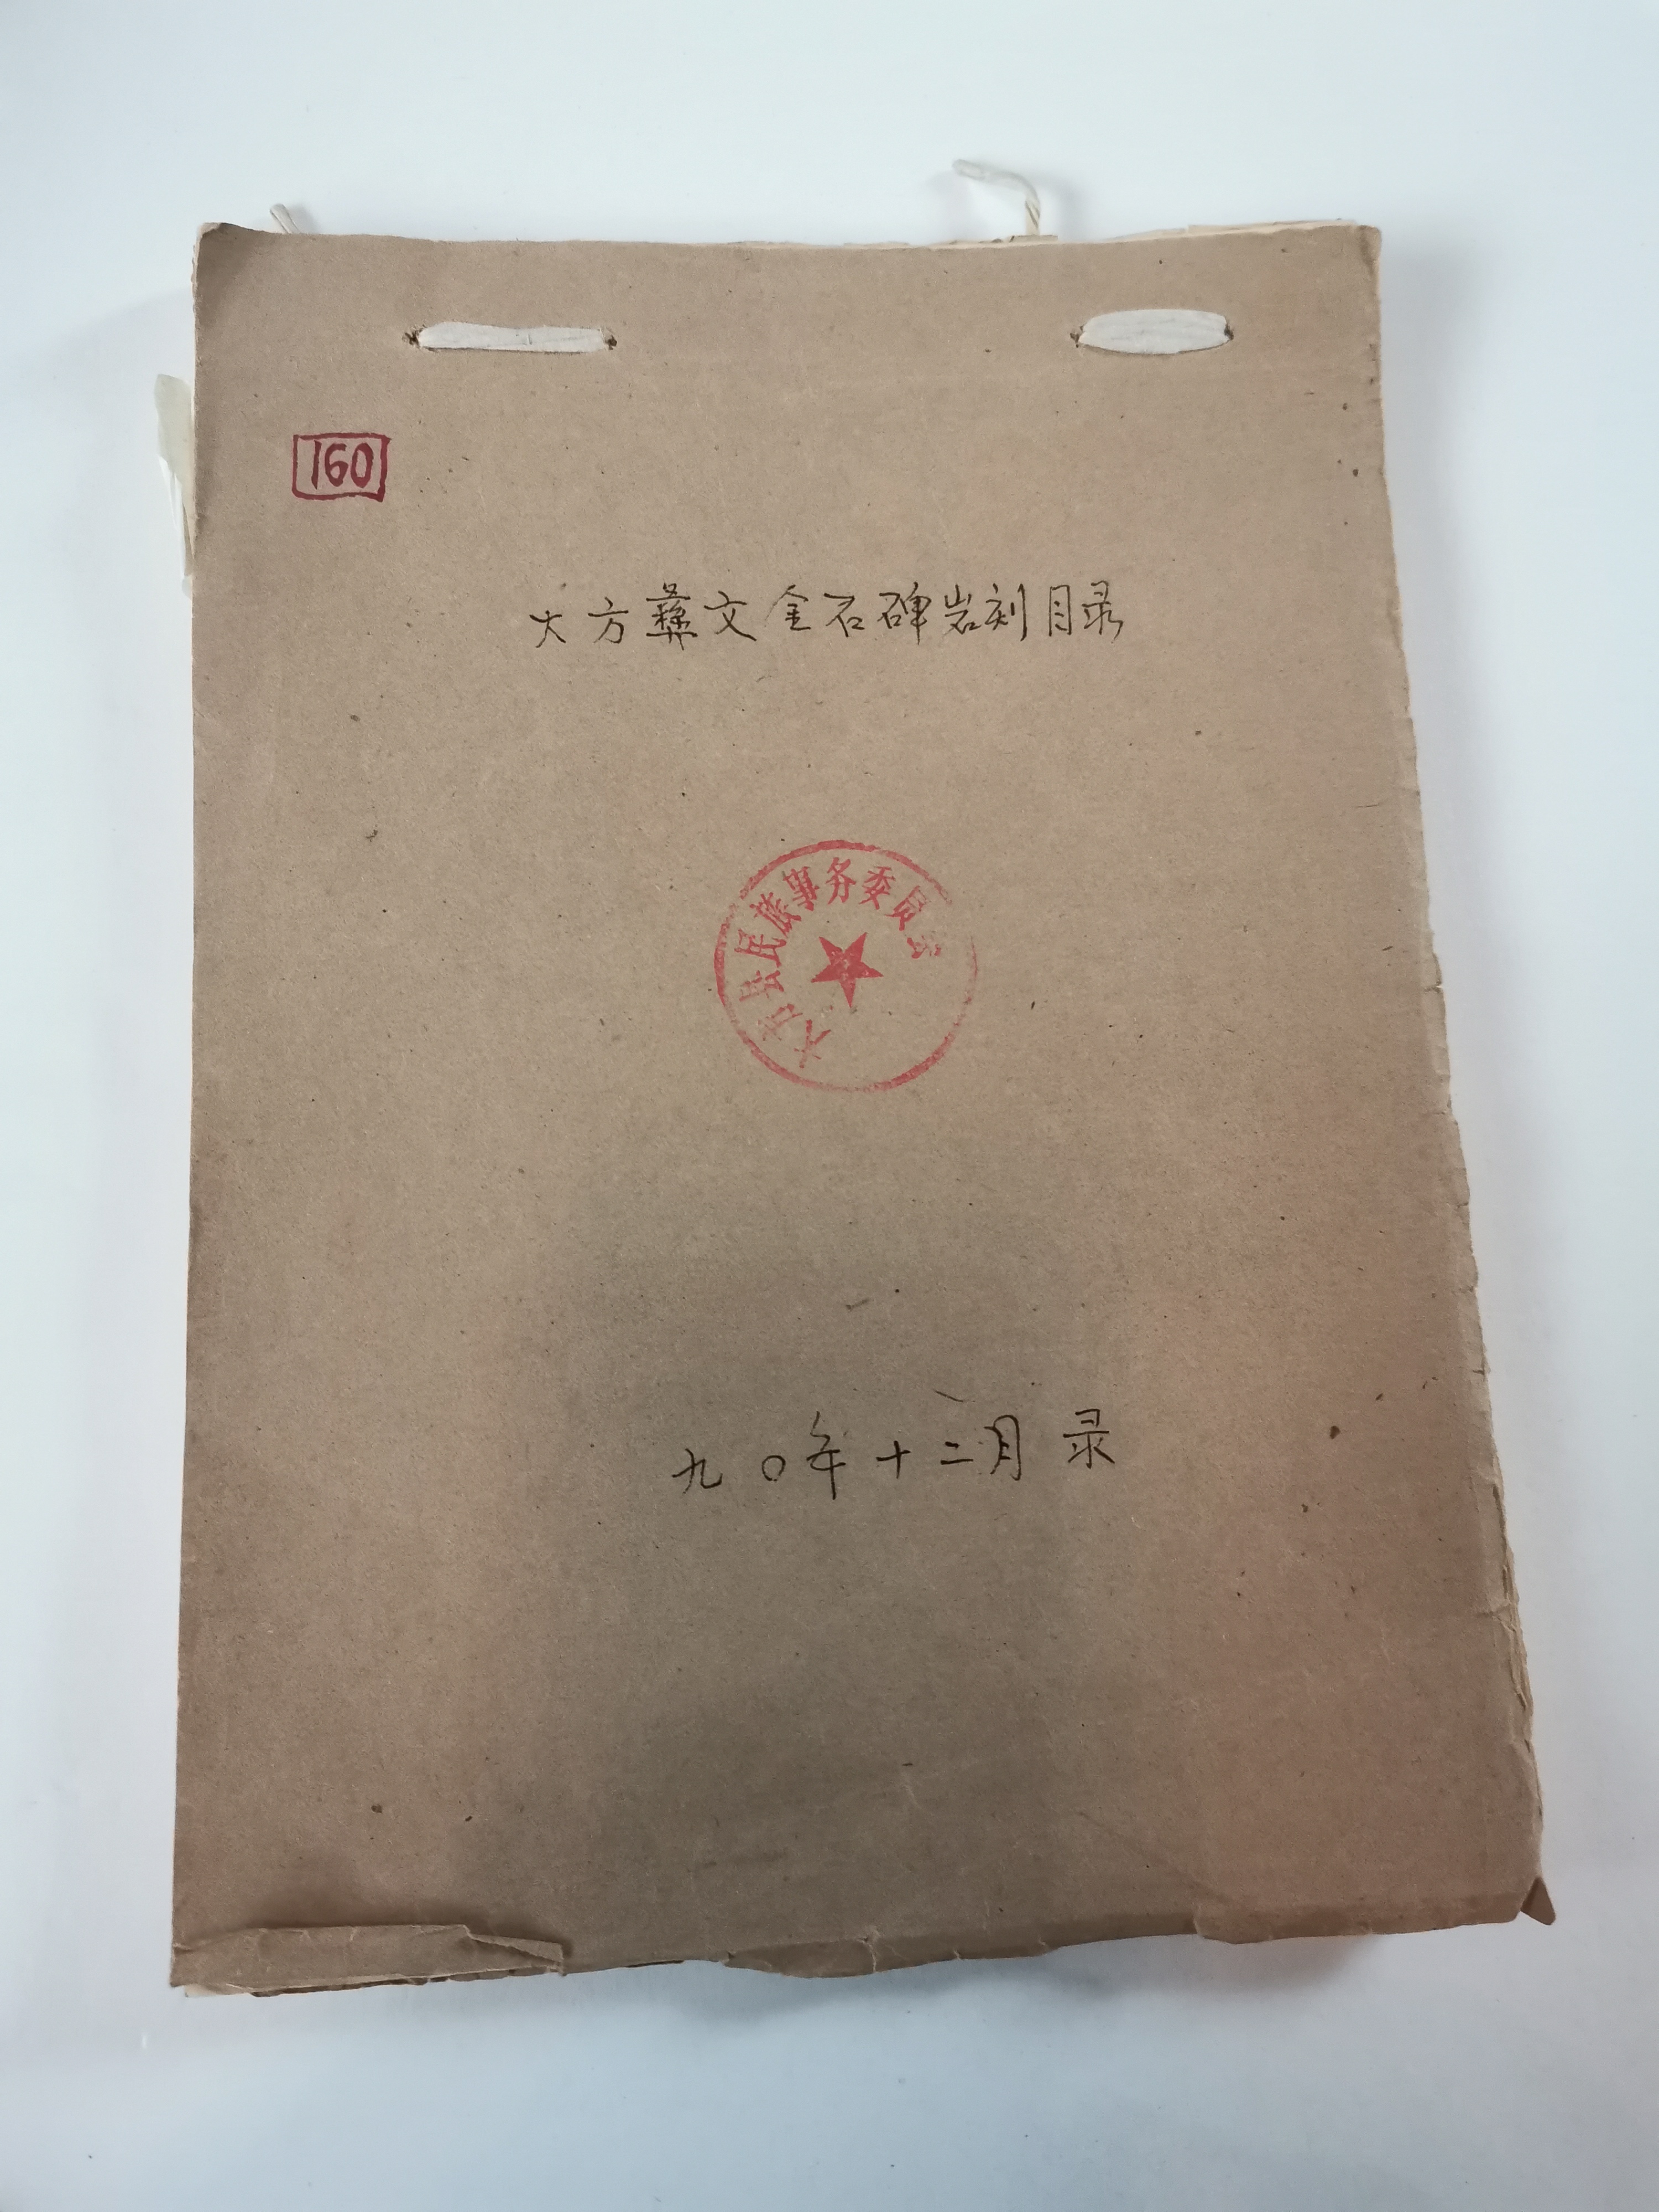 160
大方彝文金石碑岩刻目录
大方县民族事务委员会
九〇年十二月录